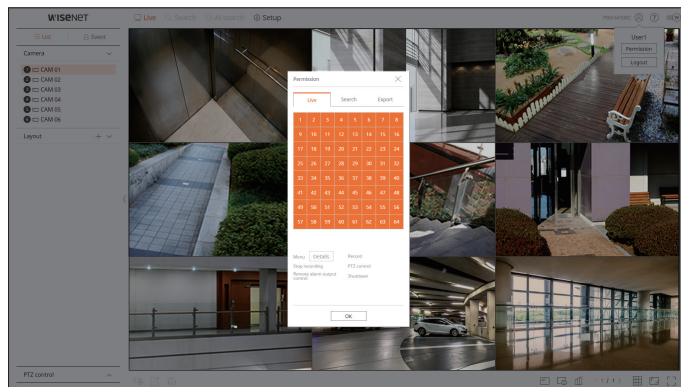 WISENET
Live Search AI search Setup
List Event
Camera
CAM 01
CAM 02
CAM 03
CAM 04
CAM 05
CAM 06
Layout
PTZ control
User1
Permission
Logout
Permission
Live Search Export
1 2 3 4 5 6 7 8
9 10 11 12 13 14 15 16
17 18 19 20 21 22 23 24
25 26 27 28 29 30 31 32
33 34 35 36 37 38 39 40
41 42 43 44 45 46 47 48
49 50 51 52 53 54 55 56
57 58 59 60 61 62 63 64
Menu Details Record
Stop recording PTZ control
Remote alarm output control Shutdown
OK